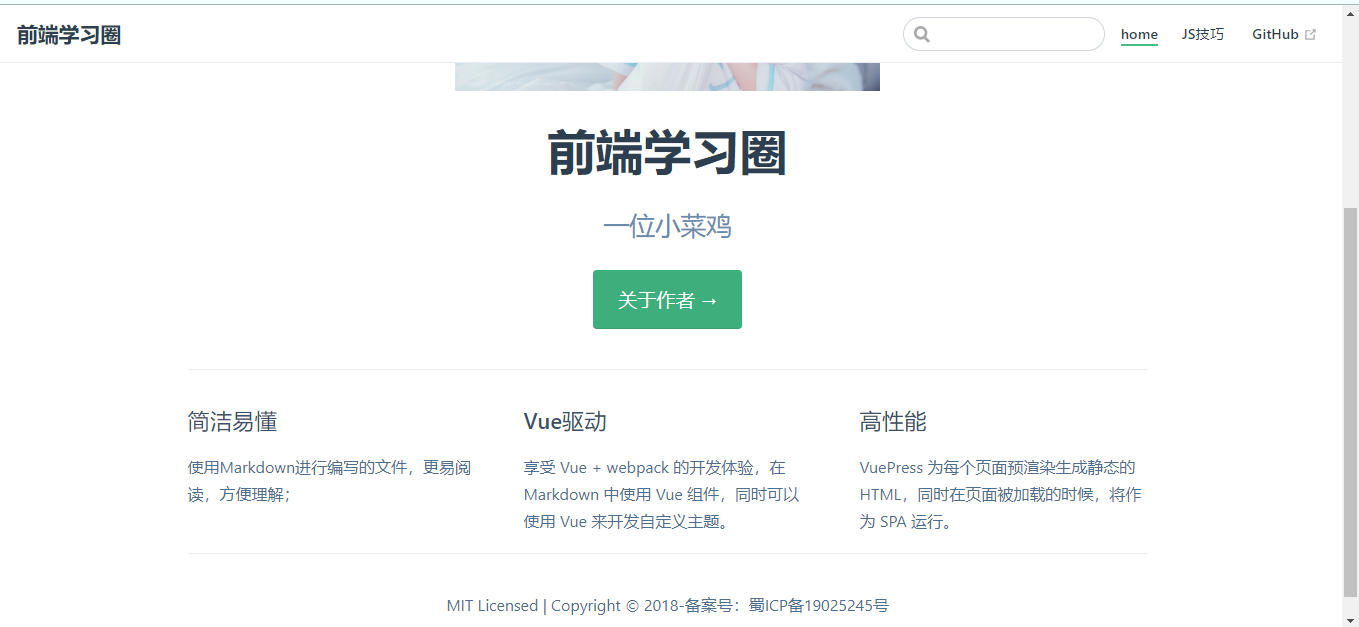 前端学习圈
home
JS技巧
GitHub
前端学习圈
一位小菜鸡
关于作者 →
简洁易懂
使用Markdown进行编写的文件，更易阅
读，方便理解；
Vue驱动
享受 Vue + webpack 的开发体验，在
Markdown 中使用 Vue 组件，同时可以
使用 Vue 来开发自定义主题。
高性能
VuePress 为每个页面预渲染生成静态的
HTML，同时在页面被加载的时候，将作
为 SPA 运行。
MIT Licensed | Copyright © 2018-备案号：蜀ICP备19025245号